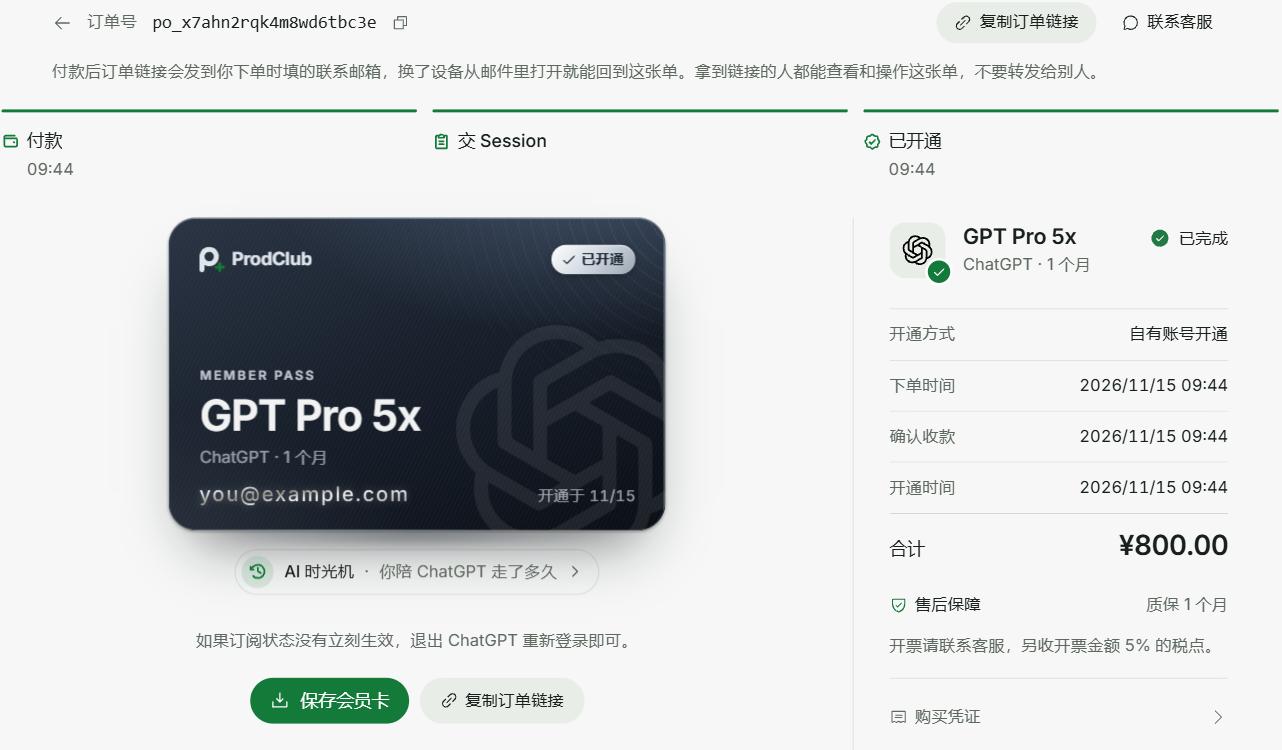 订单号 po_x7ahn2rqk4m8wd6tbc3e
复制订单链接
联系客服
付款后订单链接会发到你下单时填的联系邮箱，换了设备从邮件里打开就能回到这张单。拿到链接的人都能查看和操作这张单，不要转发给别人。
付款
09:44
交 Session
已开通
09:44
ProdClub
已开通
MEMBER PASS
GPT Pro 5x
ChatGPT · 1 个月
you@example.com
开通于 11/15
AI 时光机 · 你陪 ChatGPT 走了多久
如果订阅状态没有立刻生效，退出 ChatGPT 重新登录即可。
保存会员卡
复制订单链接
GPT Pro 5x
已完成
ChatGPT · 1 个月
开通方式 自有账号开通
下单时间 2026/11/15 09:44
确认收款 2026/11/15 09:44
开通时间 2026/11/15 09:44
合计 ¥800.00
售后保障 质保 1 个月
开票请联系客服，另收开票金额 5% 的税点。
购买凭证